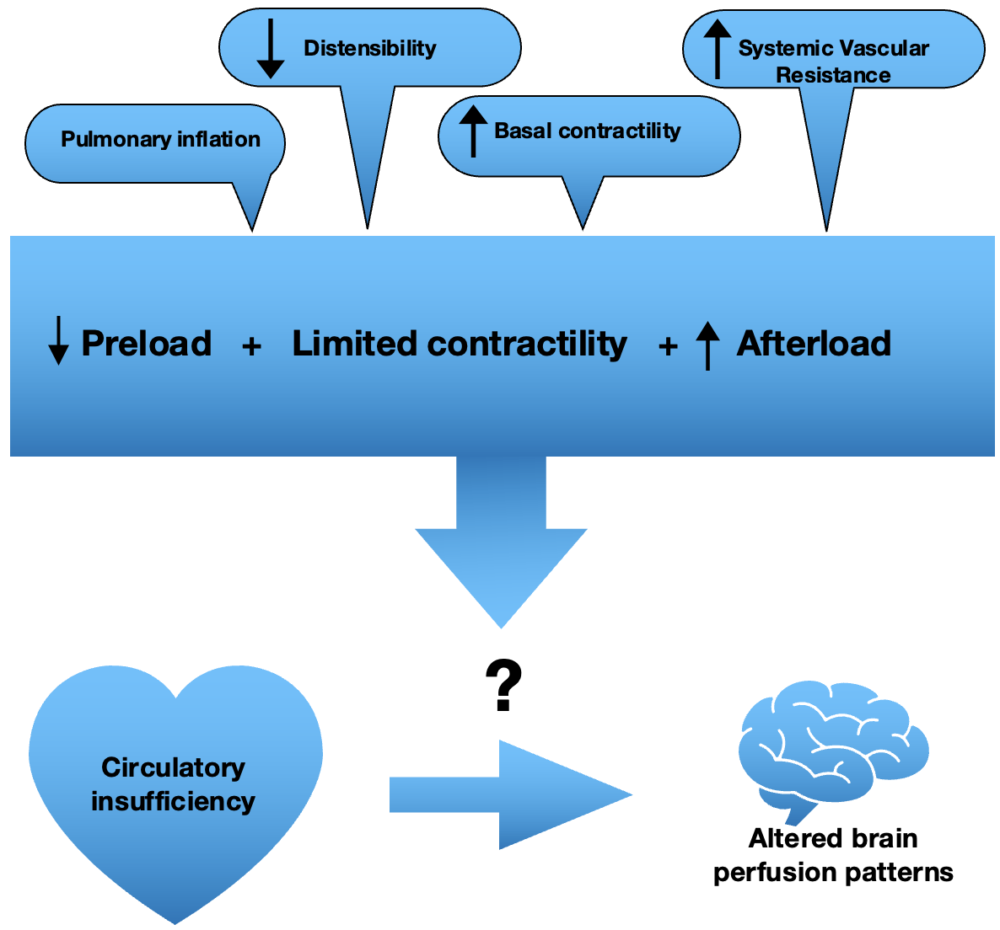 Distensibility
Systemic Vascular
Resistance
Pulmonary inflation
Basal contractility
Preload + Limited contractility + Afterload
?
Circulatory
insufficiency
Altered brain
perfusion patterns